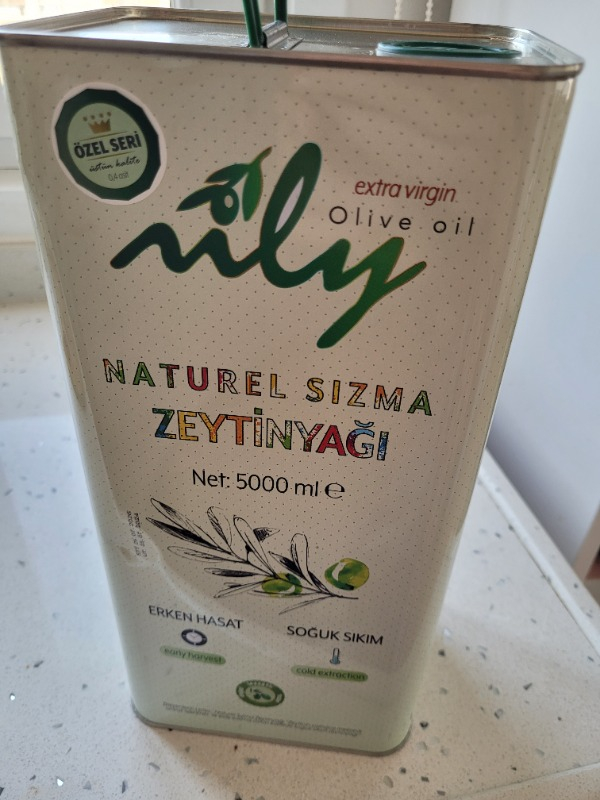 ÖZEL SERİ
üstün kalite
ily
extra virgin
Olive oil
NATUREL SIZMA
ZEYTİNYAĞI
Net: 5000 ml ℮
ERKEN HASAT
early harvest
SOĞUK SIKIM
cold extraction